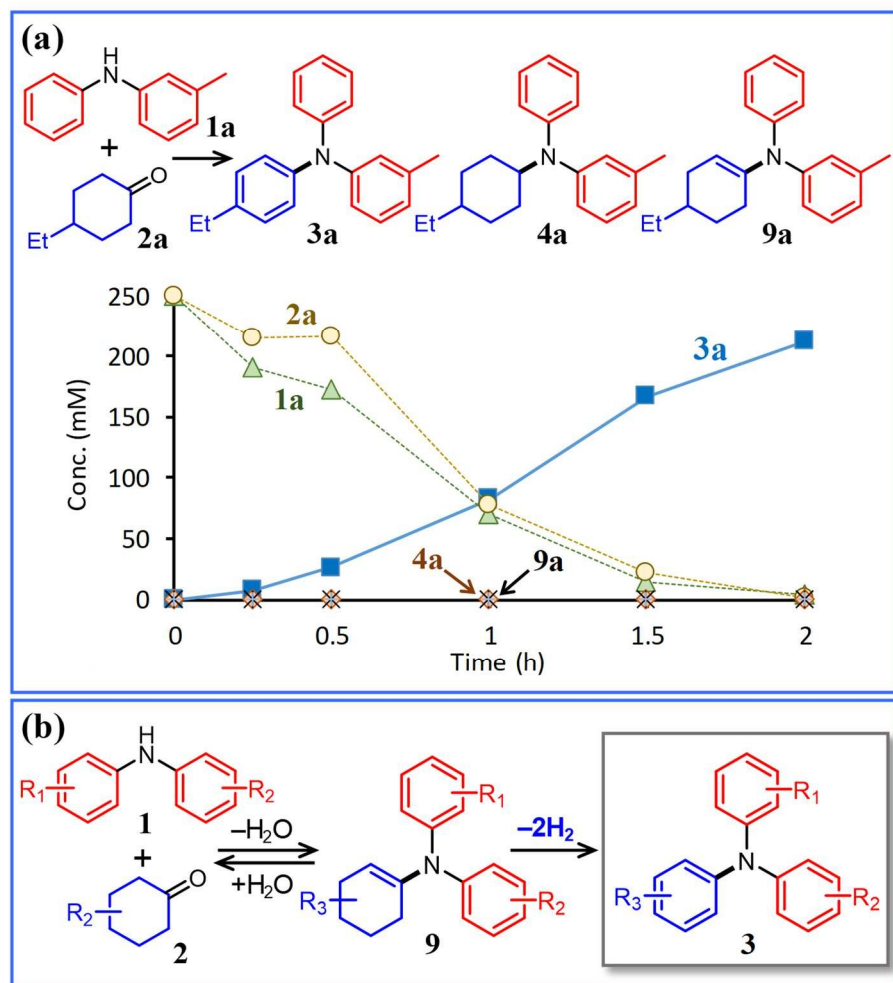 (a)
H
N
1a
+
O
Et
2a
N
Et
3a
N
Et
4a
N
Et
9a
250
200
150
100
50
0
Conc. (mM)
2a
1a
3a
4a
9a
0
0.5
1
1.5
2
Time (h)
(b)
H
N
R1
R2
1
+
O
R2
2
–H2O
+H2O
R1
N
R3
R2
9
–2H2
R1
N
R3
R2
3